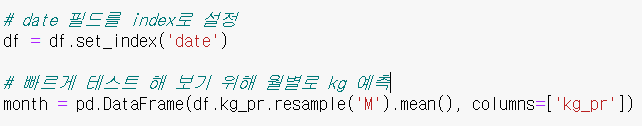 # date 필드를 index로 설정
df = df.set_index('date')
# 빠르게 테스트 해 보기 위해 월별로 kg 예측
month = pd.DataFrame(df.kg_pr.resample('M').mean(), columns=['kg_pr'])